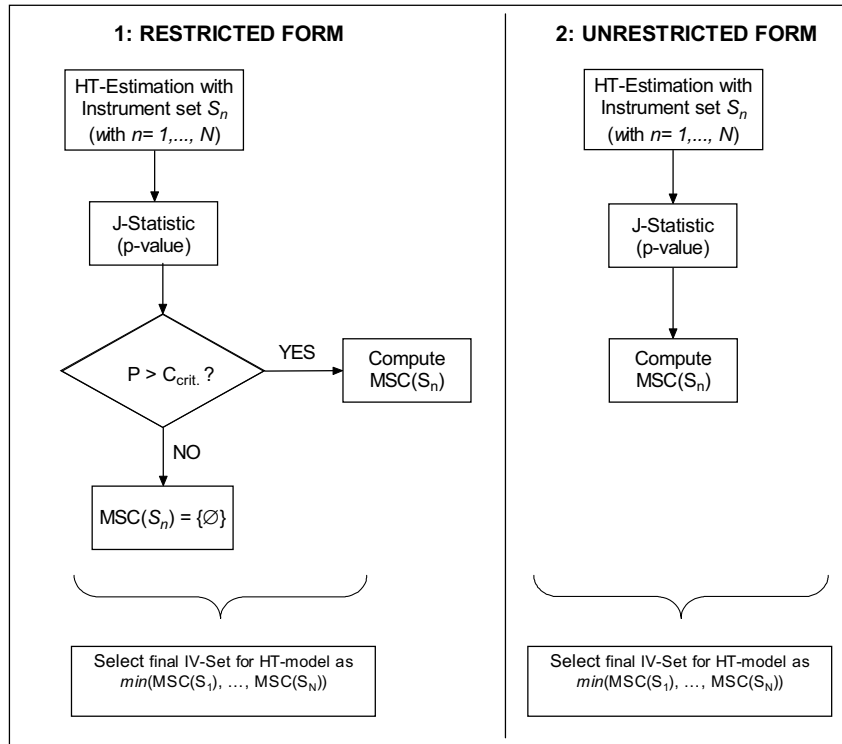 1: RESTRICTED FORM
HT-Estimation with
Instrument set Sn
(with n= 1,..., N)
J-Statistic
(p-value)
P > Ccrit. ?
YES
Compute
MSC(Sn)
NO
MSC(Sn) = {∅}
Select final IV-Set for HT-model as
min(MSC(S1), ..., MSC(SN))
2: UNRESTRICTED FORM
HT-Estimation with
Instrument set Sn
(with n= 1,..., N)
J-Statistic
(p-value)
Compute
MSC(Sn)
Select final IV-Set for HT-model as
min(MSC(S1), ..., MSC(SN))